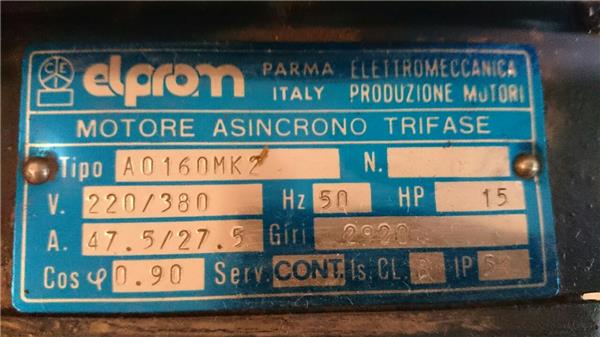 CE elprom PARMA ELETTROMECCANICA
ITALY PRODUZIONE MOTORI
MOTORE ASINCRONO TRIFASE
Tipo AO160MK2 N.
V. 220/380 Hz 50 HP 15
A. 47.5/27.5 Giri 2920
Cos φ 0.90 Serv. CONT. Is. CL. IP